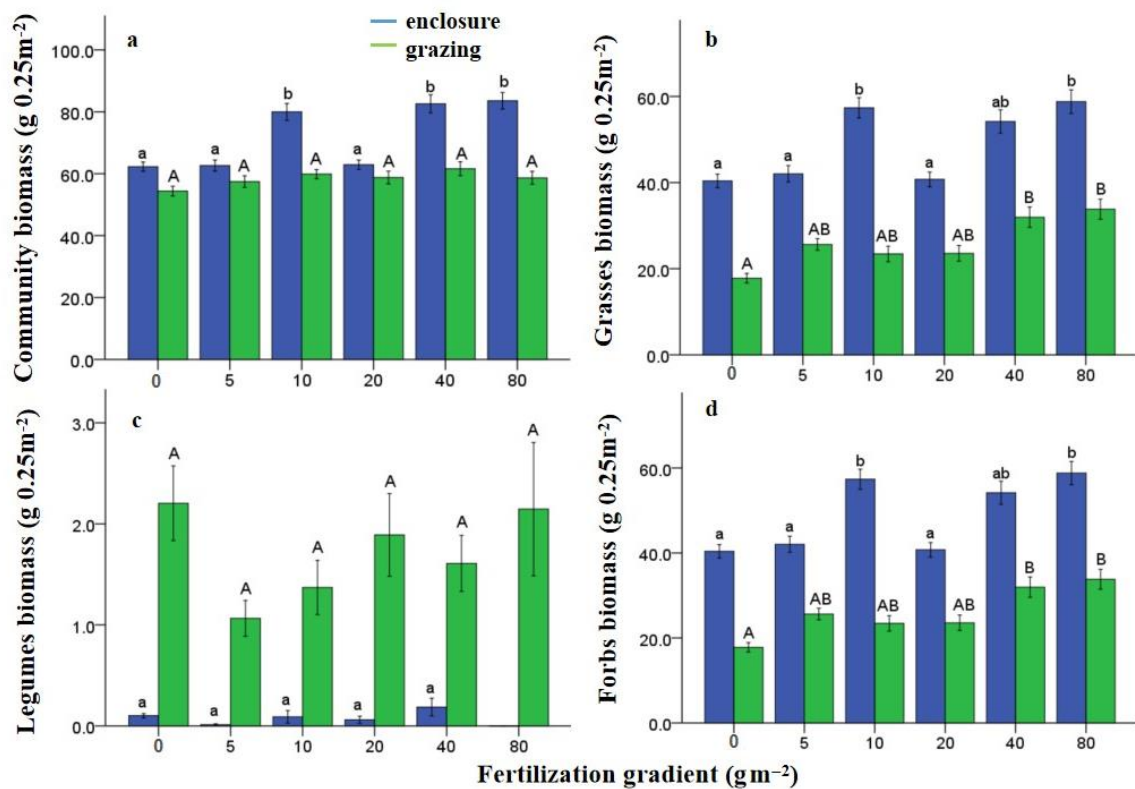 a
enclosure
grazing
Community biomass (g 0.25m⁻²)
100.0
80.0
60.0
40.0
20.0
0.0
a A a A b A a A b A b A
0 5 10 20 40 80
b
Grasses biomass (g 0.25m⁻²)
60.0
40.0
20.0
0.0
a A a AB b AB a AB ab B b B
0 5 10 20 40 80
c
Legumes biomass (g 0.25m⁻²)
3.0
2.0
1.0
0.0
a A a A a A a A a A A
0 5 10 20 40 80
d
Forbs biomass (g 0.25m⁻²)
60.0
40.0
20.0
0.0
a A a AB b AB a AB ab B b B
0 5 10 20 40 80
Fertilization gradient (gm⁻²)